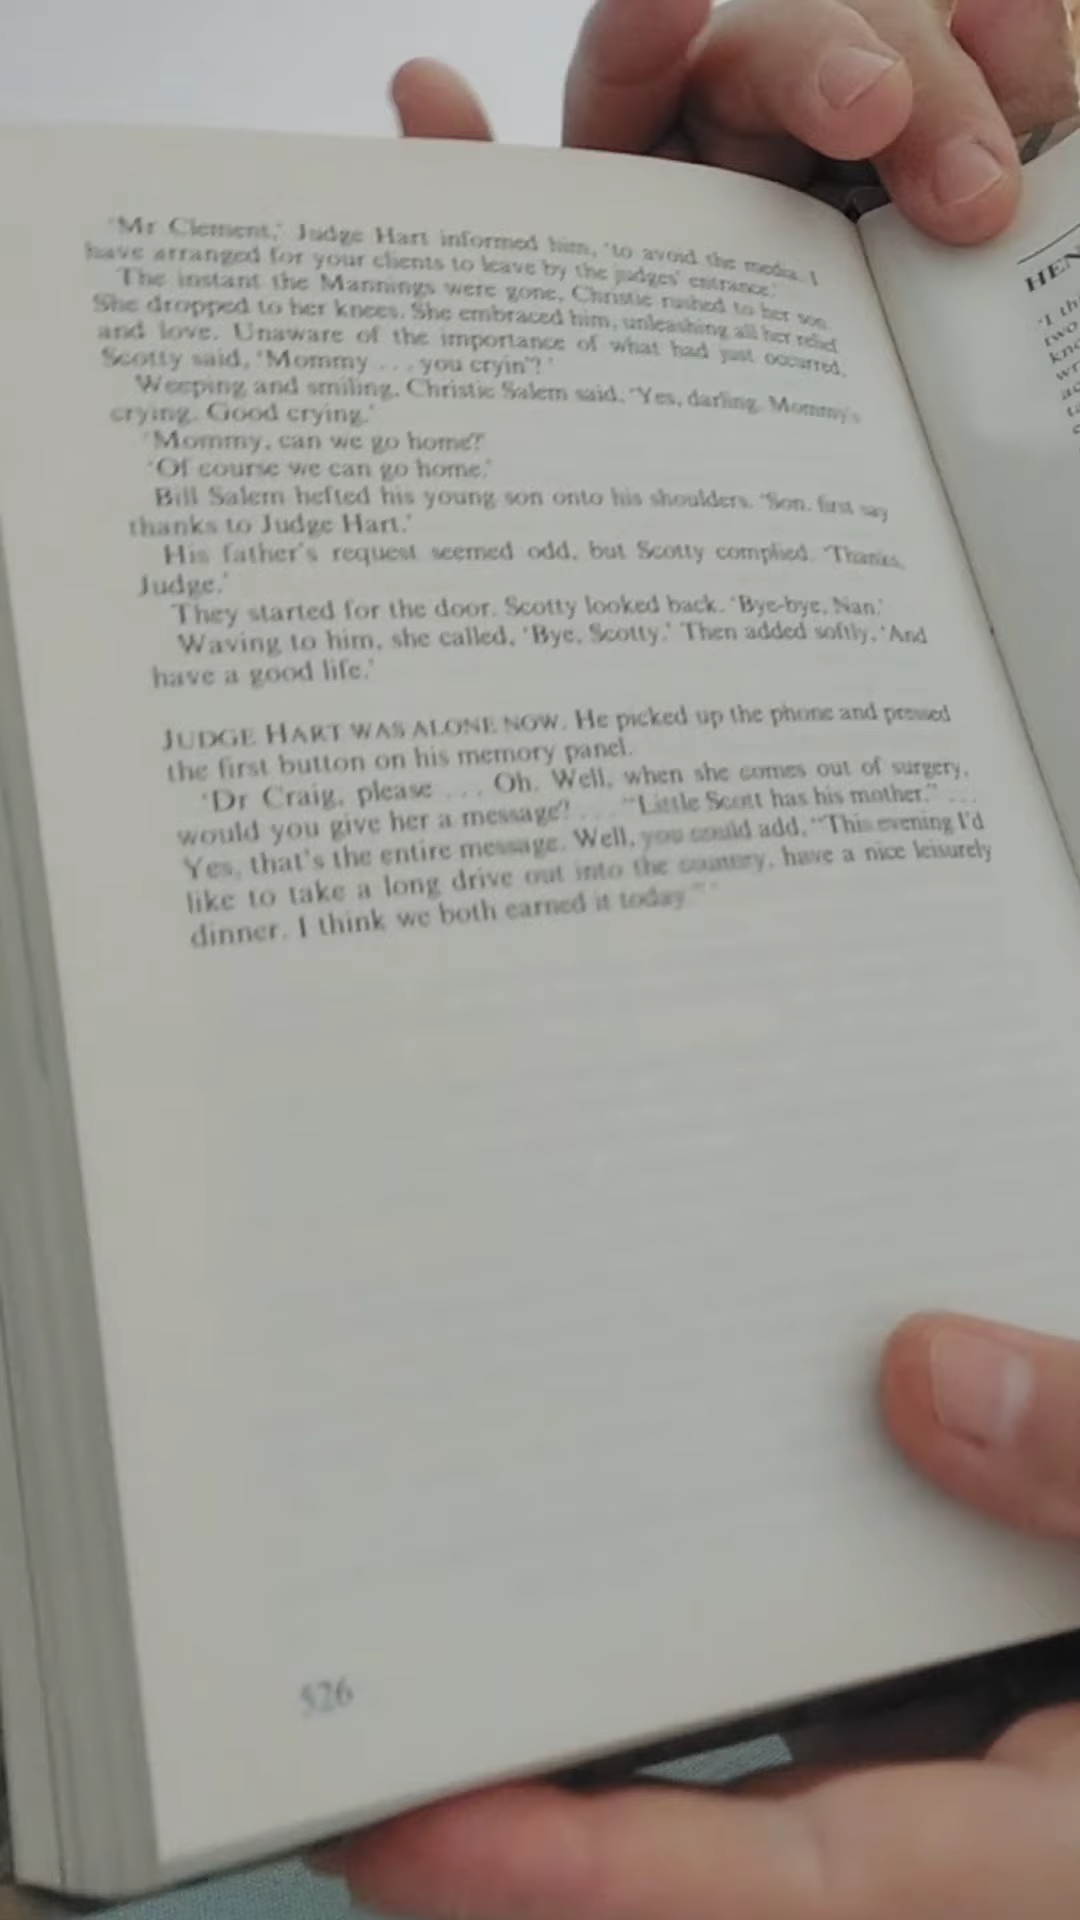 'Mr Clement,' Judge Hart informed him, 'to avoid the media, I
have arranged for your clients to leave by the judges' entrance.'
The instant the Mannings were gone, Christie rushed to her son.
She dropped to her knees. She embraced him, unleashing all her relief
and love. Unaware of the importance of what had just occurred,
Scotty said, 'Mommy . . . you cryin'?'
Weeping and smiling, Christie Salem said, 'Yes, darling. Mommy's
crying. Good crying.'
'Mommy, can we go home?'
'Of course we can go home.'
Bill Salem hefted his young son onto his shoulders. 'Son, first say
thanks to Judge Hart.'
His father's request seemed odd, but Scotty complied. 'Thanks,
Judge.'
They started for the door. Scotty looked back. 'Bye-bye, Nan.'
Waving to him, she called, 'Bye, Scotty.' Then added softly, 'And
have a good life.'
JUDGE HART WAS ALONE NOW. He picked up the phone and pressed
the first button on his memory panel.
'Dr Craig, please . . . Oh. Well, when she comes out of surgery,
would you give her a message? . . . "Little Scott has his mother." . . .
Yes, that's the entire message. Well, you could add, "This evening I'd
like to take a long drive out into the country, have a nice leisurely
dinner. I think we both earned it today."'
526
HEN
'I th
two
kno
wr